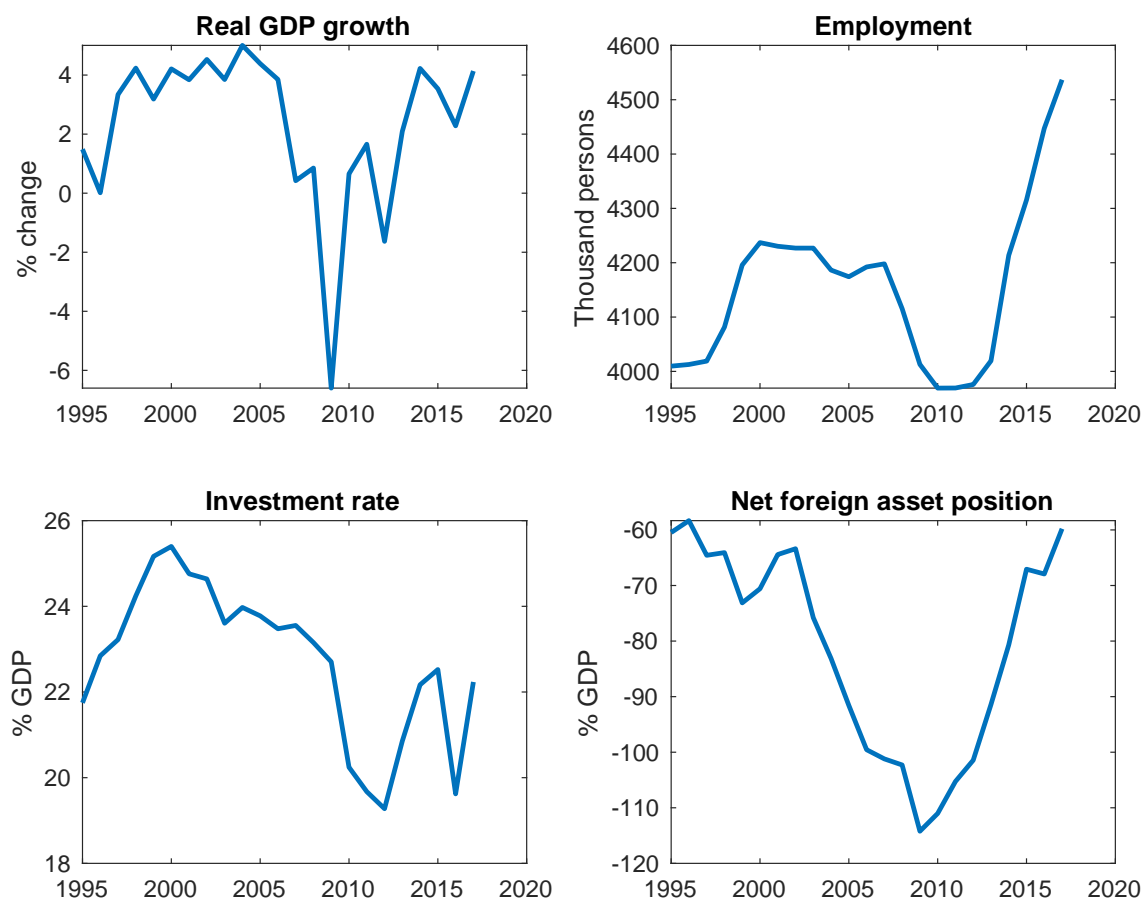 Real GDP growth
% change
4
2
0
-2
-4
-6
1995 2000 2005 2010 2015 2020
Employment
Thousand persons
4600
4500
4400
4300
4200
4100
4000
1995 2000 2005 2010 2015 2020
Investment rate
% GDP
26
24
22
20
18
1995 2000 2005 2010 2015 2020
Net foreign asset position
% GDP
-60
-70
-80
-90
-100
-110
-120
1995 2000 2005 2010 2015 2020